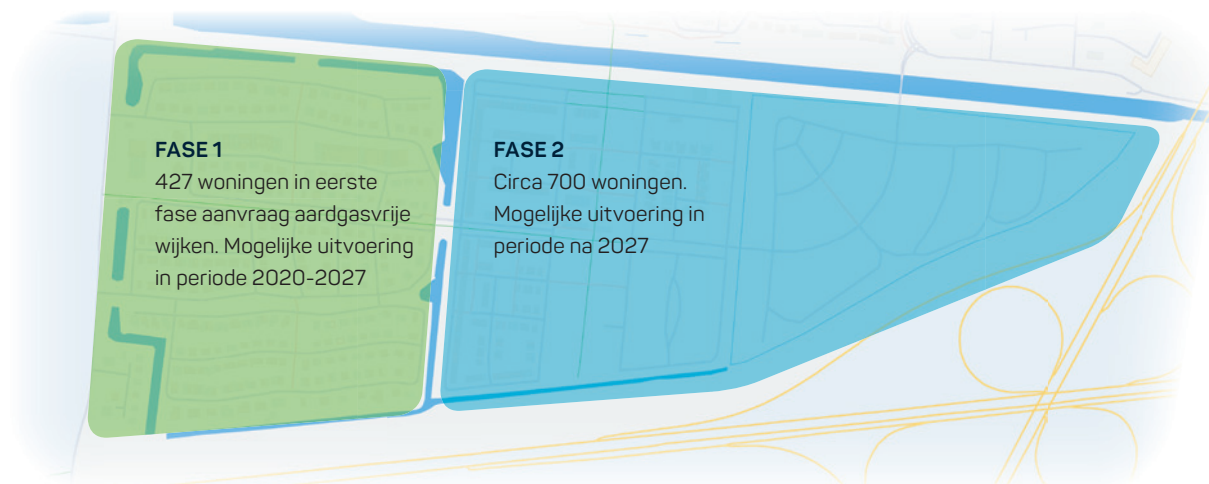 FASE 1
427 woningen in eerste
fase aanvraag aardgasvrije
wijken. Mogelijke uitvoering
in periode 2020-2027
FASE 2
Circa 700 woningen.
Mogelijke uitvoering in
periode na 2027